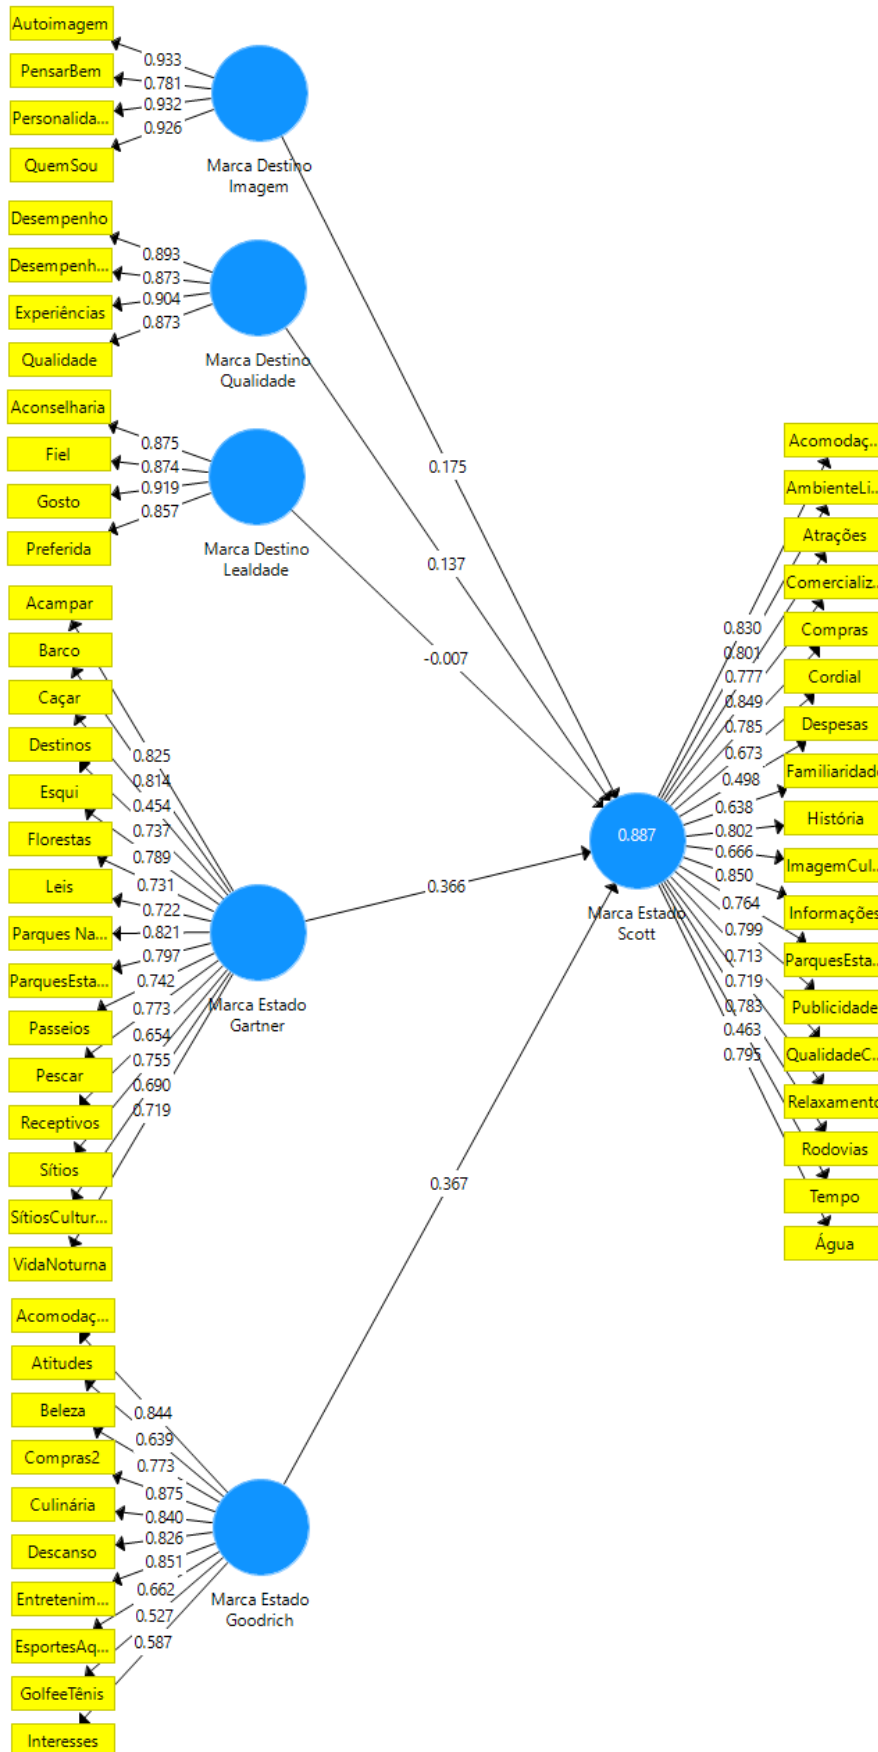 Autoimagem
PensarBem
Personalida...
QuemSou
0.933
0.781
0.932
0.926
Marca Destino
Imagem
Desempenho
Desempenh...
Experiências
Qualidade
0.893
0.873
0.904
0.873
Marca Destino
Qualidade
Aconselharia
Fiel
Gosto
Preferida
0.875
0.874
0.919
0.857
Marca Destino
Lealdade
0.175
0.137
-0.007
Acampar
Barco
Caçar
Destinos
Esqui
Florestas
Leis
Parques Na...
ParquesEsta...
Passeios
Pescar
Receptivos
Sítios
SítiosCultur...
VidaNoturna
0.825
0.814
0.454
0.737
0.789
0.731
0.722
0.821
0.797
0.742
0.773
0.654
0.755
0.690
0.719
Marca Estado
Gartner
0.366
Acomodaç...
Atitudes
Beleza
Compras2
Culinária
Descanso
Entretenim...
EsportesAq...
GolfeeTênis
Interesses
0.844
0.639
0.773
0.875
0.840
0.826
0.851
0.662
0.527
0.587
Marca Estado
Goodrich
0.367
0.887
Marca Estado
Scott
0.830
0.801
0.777
0.849
0.785
0.673
0.498
0.638
0.802
0.666
0.850
0.764
0.799
0.713
0.719
0.783
0.463
0.795
Acomodaç..
AmbienteLi..
Atrações
Comercializ..
Compras
Cordial
Despesas
Familiaridade
História
ImagemCul..
Informações
ParquesEsta..
Publicidade
QualidadeC..
Relaxamento
Rodovias
Tempo
Água